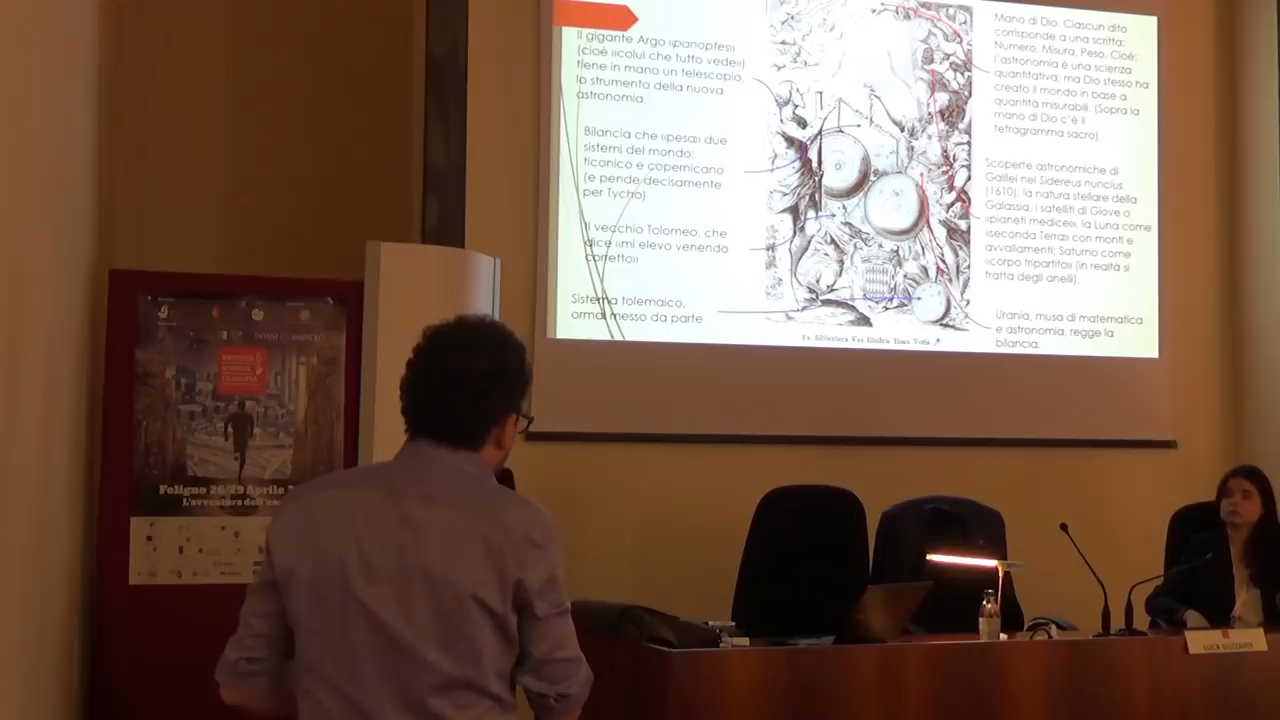 Il gigante Argo «panoptes»
(cioè «colui che tutto vede»)
tiene in mano un telescopio,
lo strumento della nuova
astronomia.
Bilancia che «pesa» due
sistemi del mondo:
ticonico e copernicano
(e pende decisamente
per Tycho)
Il vecchio Tolomeo, che
dice «mi elevo venendo
corretto»
Sistema tolemaico,
ormai messo da parte
Mano di Dio. Ciascun dito
corrisponde a una scritta:
Numero, Misura, Peso. Cioè:
l'astronomia è una scienza
quantitativa; ma Dio stesso ha
creato il mondo in base a
quantità misurabili. (Sopra la
mano di Dio c'è il
tetragramma sacro)
Scoperte astronomiche di
Galilei nel Sidereus nuncius
(1610): la natura stellare della
Galassia, i satelliti di Giove o
«pianeti medicei», la Luna come
«seconda Terra» con monti e
avvallamenti; Saturno come
«corpo tripartito» (in realtà si
tratta degli anelli).
Urania, musa di matematica
e astronomia, regge la
bilancia.
FESTA DI
SCIENZA E
FILOSOFIA
Foligno 26/29 Aprile
L'avventura dell'